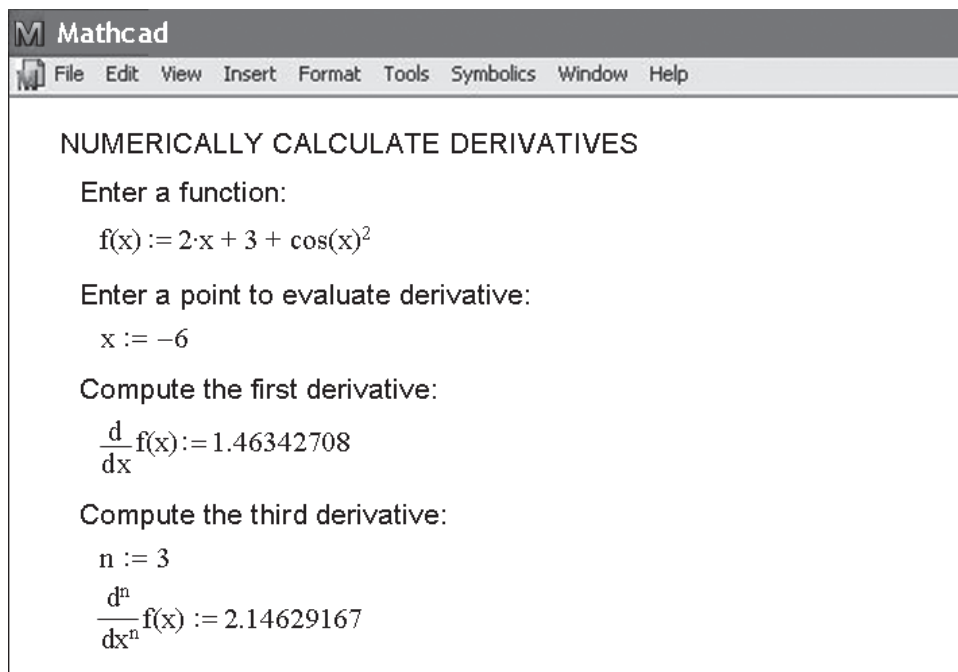 Mathcad
File Edit View Insert Format Tools Symbolics Window Help
NUMERICALLY CALCULATE DERIVATIVES
Enter a function:
f(x) := 2·x + 3 + cos(x)²
Enter a point to evaluate derivative:
x := −6
Compute the first derivative:
d/dx f(x) := 1.46342708
Compute the third derivative:
n := 3
dⁿ/dxⁿ f(x) := 2.14629167